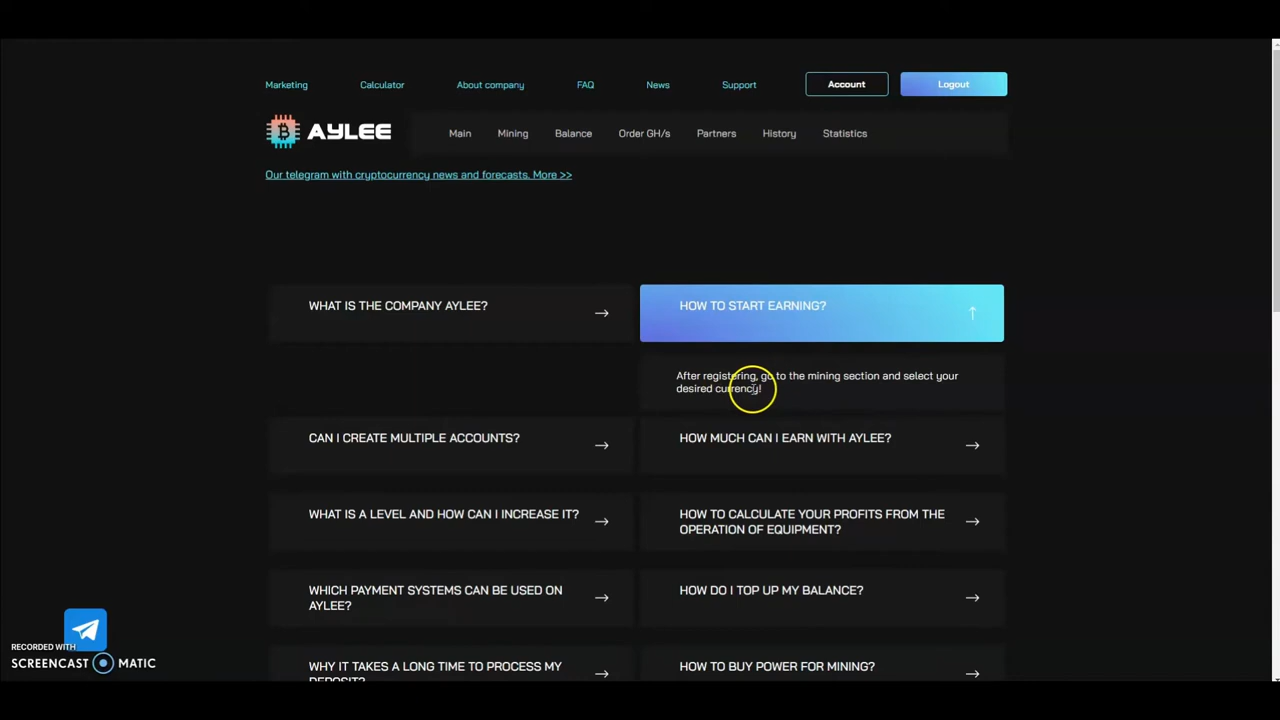 Marketing Calculator About company FAQ News Support Account Logout
AYLEE Main Mining Balance Order GH/s Partners History Statistics
Our telegram with cryptocurrency news and forecasts. More >>
WHAT IS THE COMPANY AYLEE?
HOW TO START EARNING?
After registering, go to the mining section and select your
desired currency!
CAN I CREATE MULTIPLE ACCOUNTS?
HOW MUCH CAN I EARN WITH AYLEE?
WHAT IS A LEVEL AND HOW CAN I INCREASE IT?
HOW TO CALCULATE YOUR PROFITS FROM THE
OPERATION OF EQUIPMENT?
WHICH PAYMENT SYSTEMS CAN BE USED ON
AYLEE?
HOW DO I TOP UP MY BALANCE?
WHY IT TAKES A LONG TIME TO PROCESS MY
DEPOSIT?
HOW TO BUY POWER FOR MINING?
RECORDED WITH
SCREENCAST MATIC